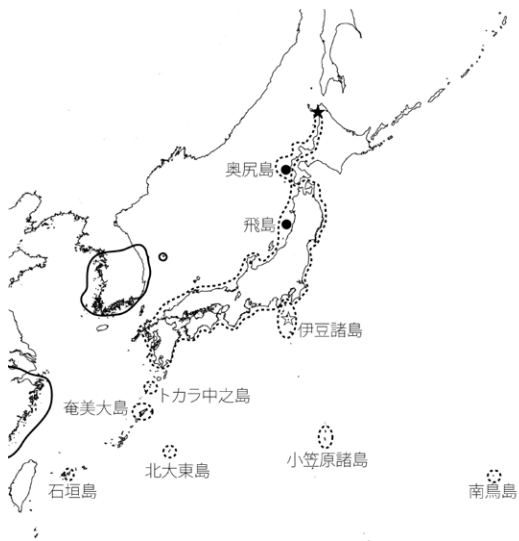 奥尻島
飛島
伊豆諸島
トカラ中之島
奄美大島
小笠原諸島
北大東島
石垣島
南鳥島